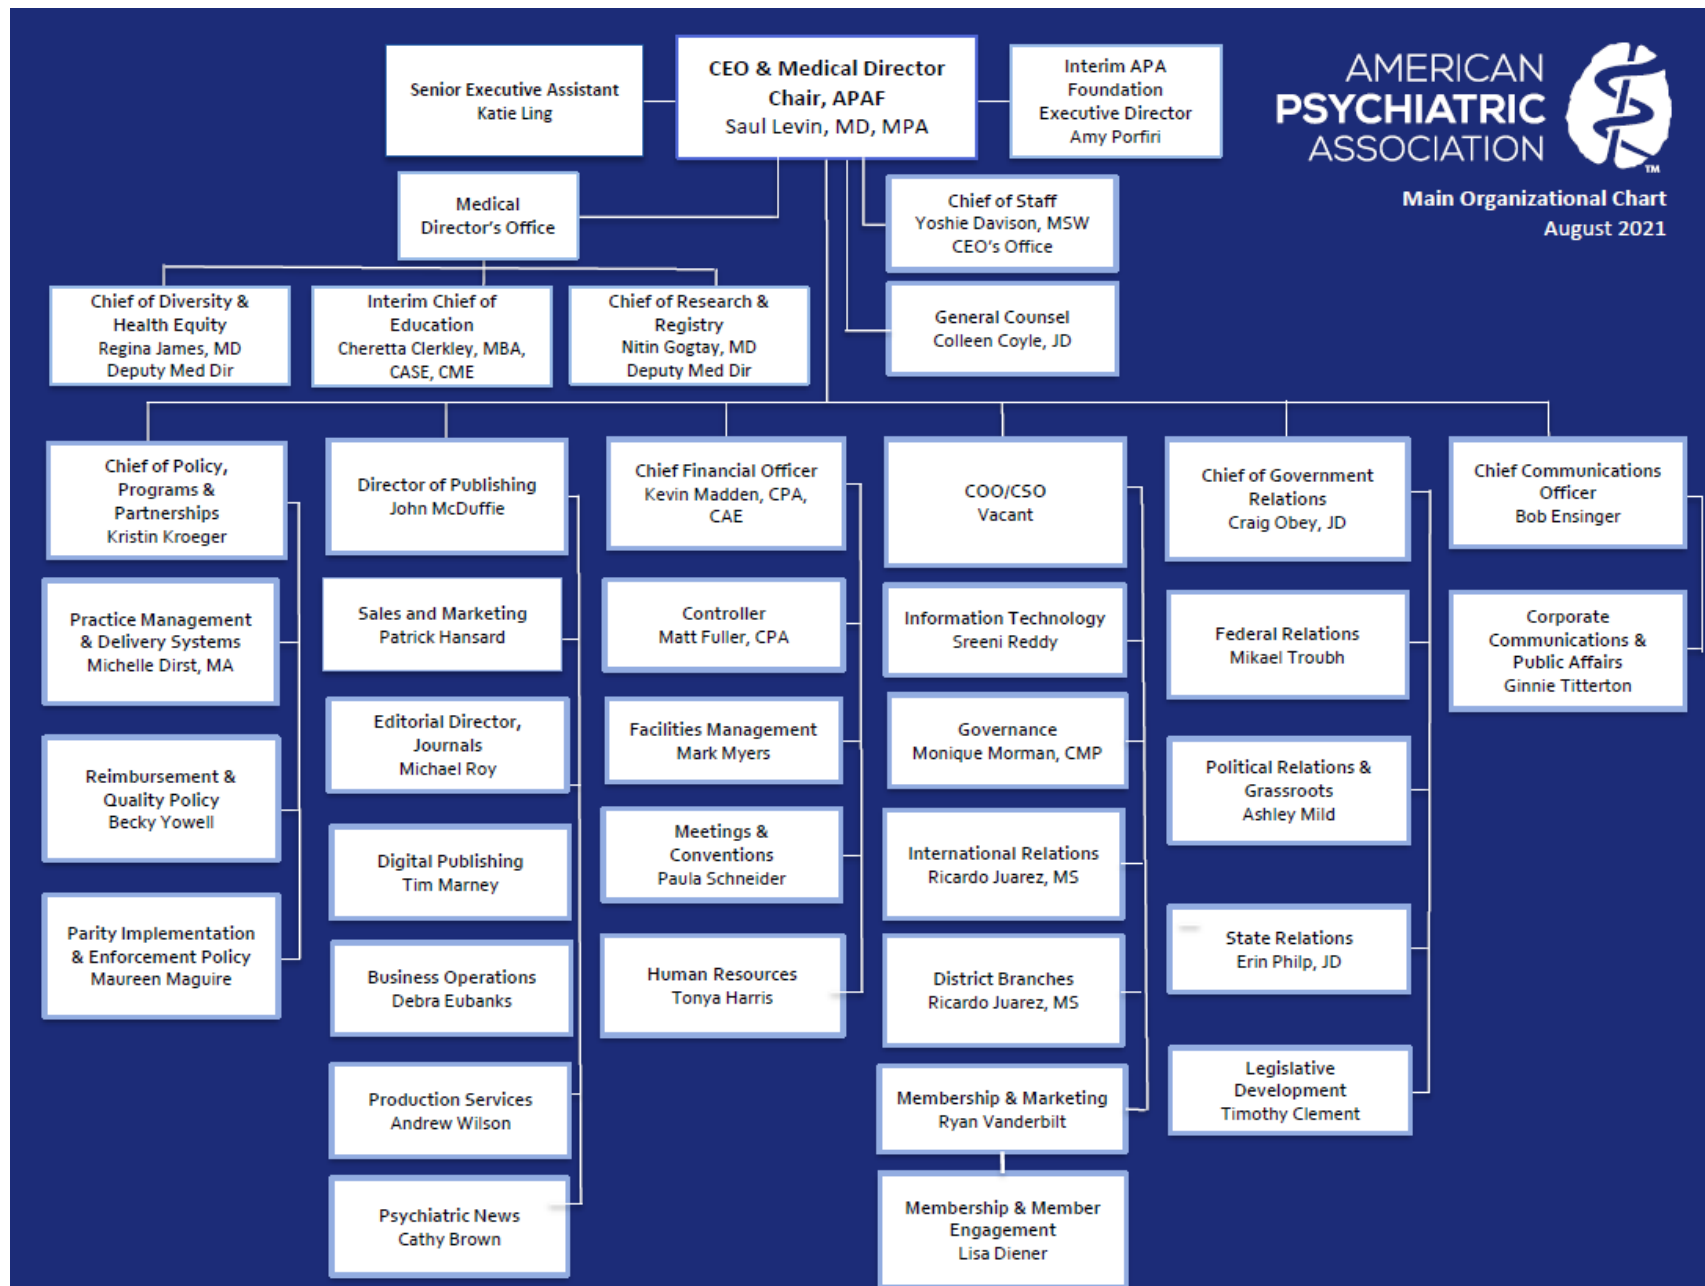 Senior Executive Assistant
Katie Ling
CEO & Medical Director
Chair, APAF
Saul Levin, MD, MPA
Interim APA
Foundation
Executive Director
Amy Porfiri
AMERICAN
PSYCHIATRIC
ASSOCIATION
TM
Main Organizational Chart
August 2021
Medical
Director's Office
Chief of Staff
Yoshie Davison, MSW
CEO's Office
General Counsel
Colleen Coyle, JD
Chief of Diversity &
Health Equity
Regina James, MD
Deputy Med Dir
Interim Chief of
Education
Cheretta Clerkley, MBA,
CASE, CME
Chief of Research &
Registry
Nitin Gogtay, MD
Deputy Med Dir
Chief of Policy,
Programs &
Partnerships
Kristin Kroeger
Practice Management
& Delivery Systems
Michelle Dirst, MA
Reimbursement &
Quality Policy
Becky Yowell
Parity Implementation
& Enforcement Policy
Maureen Maguire
Director of Publishing
John McDuffie
Sales and Marketing
Patrick Hansard
Editorial Director,
Journals
Michael Roy
Digital Publishing
Tim Marney
Business Operations
Debra Eubanks
Production Services
Andrew Wilson
Psychiatric News
Cathy Brown
Chief Financial Officer
Kevin Madden, CPA,
CAE
Controller
Matt Fuller, CPA
Facilities Management
Mark Myers
Meetings &
Conventions
Paula Schneider
Human Resources
Tonya Harris
COO/CSO
Vacant
Information Technology
Sreeni Reddy
Governance
Monique Morman, CMP
International Relations
Ricardo Juarez, MS
District Branches
Ricardo Juarez, MS
Membership & Marketing
Ryan Vanderbilt
Membership & Member
Engagement
Lisa Diener
Chief of Government
Relations
Craig Obey, JD
Federal Relations
Mikael Troubh
Political Relations &
Grassroots
Ashley Mild
State Relations
Erin Philp, JD
Legislative
Development
Timothy Clement
Chief Communications
Officer
Bob Ensinger
Corporate
Communications &
Public Affairs
Ginnie Titterton